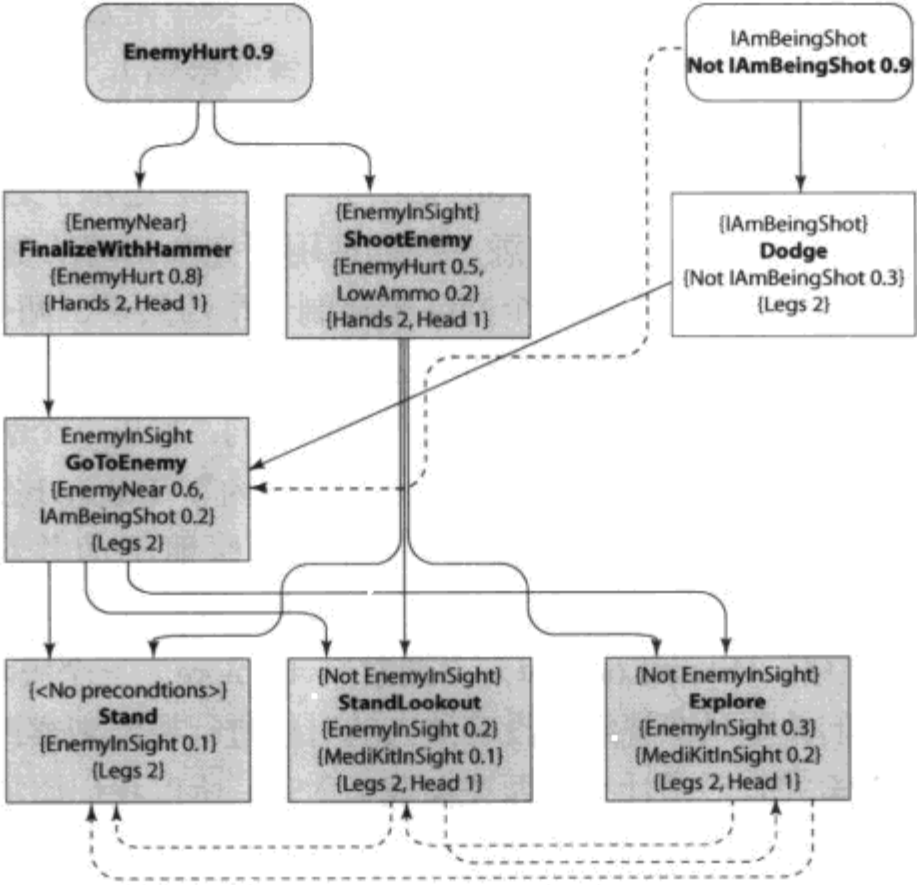 EnemyHurt 0.9
IAmBeingShot
Not IAmBeingShot 0.9
{EnemyNear}
FinalizeWithHammer
{EnemyHurt 0.8}
{Hands 2, Head 1}
{EnemyInSight}
ShootEnemy
{EnemyHurt 0.5,
LowAmmo 0.2}
{Hands 2, Head 1}
{IAmBeingShot}
Dodge
{Not IAmBeingShot 0.3}
{Legs 2}
EnemyInSight
GoToEnemy
{EnemyNear 0.6,
IAmBeingShot 0.2}
{Legs 2}
{<No precondtions>}
Stand
{EnemyInSight 0.1}
{Legs 2}
{Not EnemyInSight}
StandLookout
{EnemyInSight 0.2}
{MediKitInSight 0.1}
{Legs 2, Head 1}
{Not EnemyInSight}
Explore
{EnemyInSight 0.3}
{MediKitInSight 0.2}
{Legs 2, Head 1}